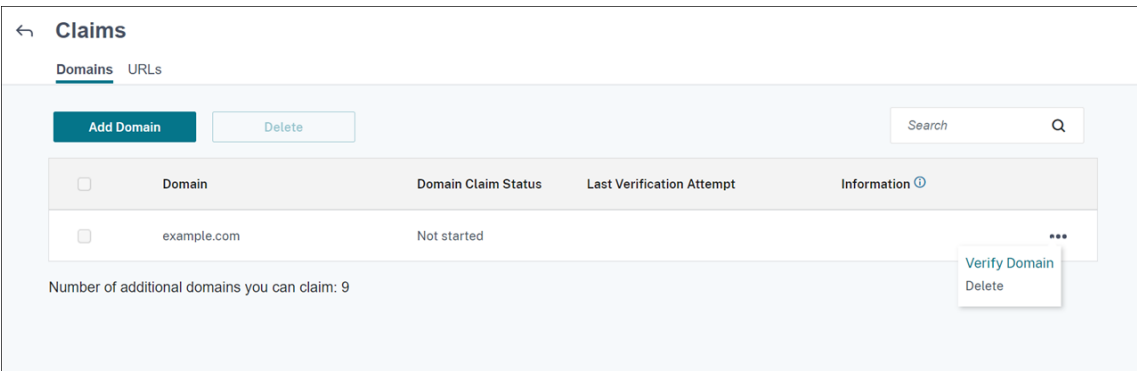 Claims
Domains URLs
Add Domain Delete Search
Domain Domain Claim Status Last Verification Attempt Information
example.com Not started
Verify Domain
Delete
Number of additional domains you can claim: 9